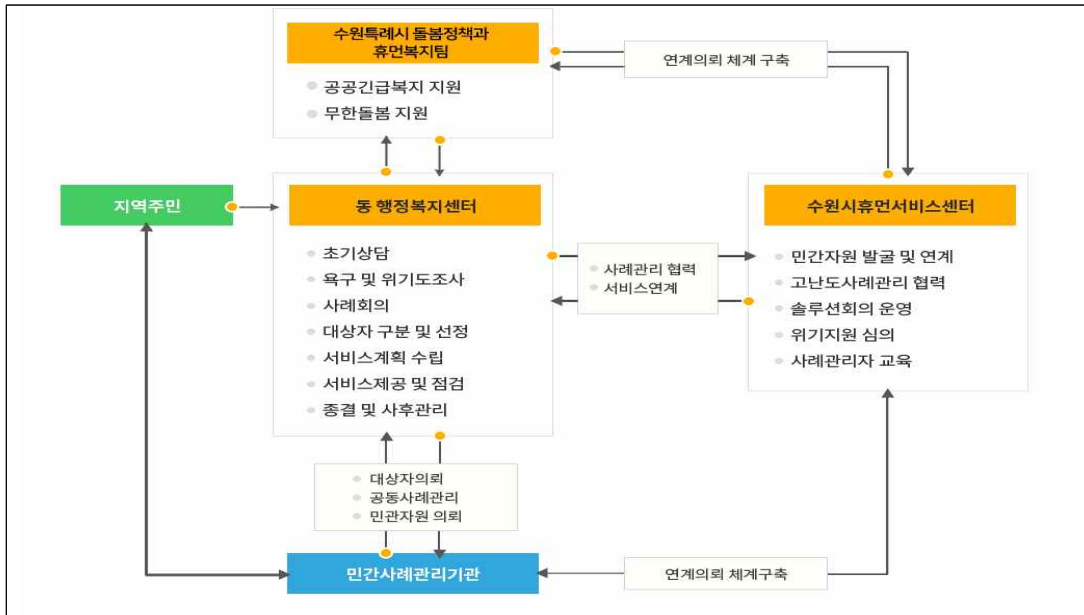 수원특례시 돌봄정책과
휴먼복지팀
공공긴급복지 지원
무한돌봄 지원
연계의뢰 체계 구축
지역주민
동 행정복지센터
초기상담
욕구 및 위기도조사
사례회의
대상자 구분 및 선정
서비스계획 수립
서비스제공 및 점검
종결 및 사후관리
사례관리 협력
서비스연계
수원시휴먼서비스센터
민간자원 발굴 및 연계
고난도사례관리 협력
솔루션회의 운영
위기지원 심의
사례관리자 교육
대상자의뢰
공동사례관리
민관자원 의뢰
민간사례관리기관
연계의뢰 체계구축